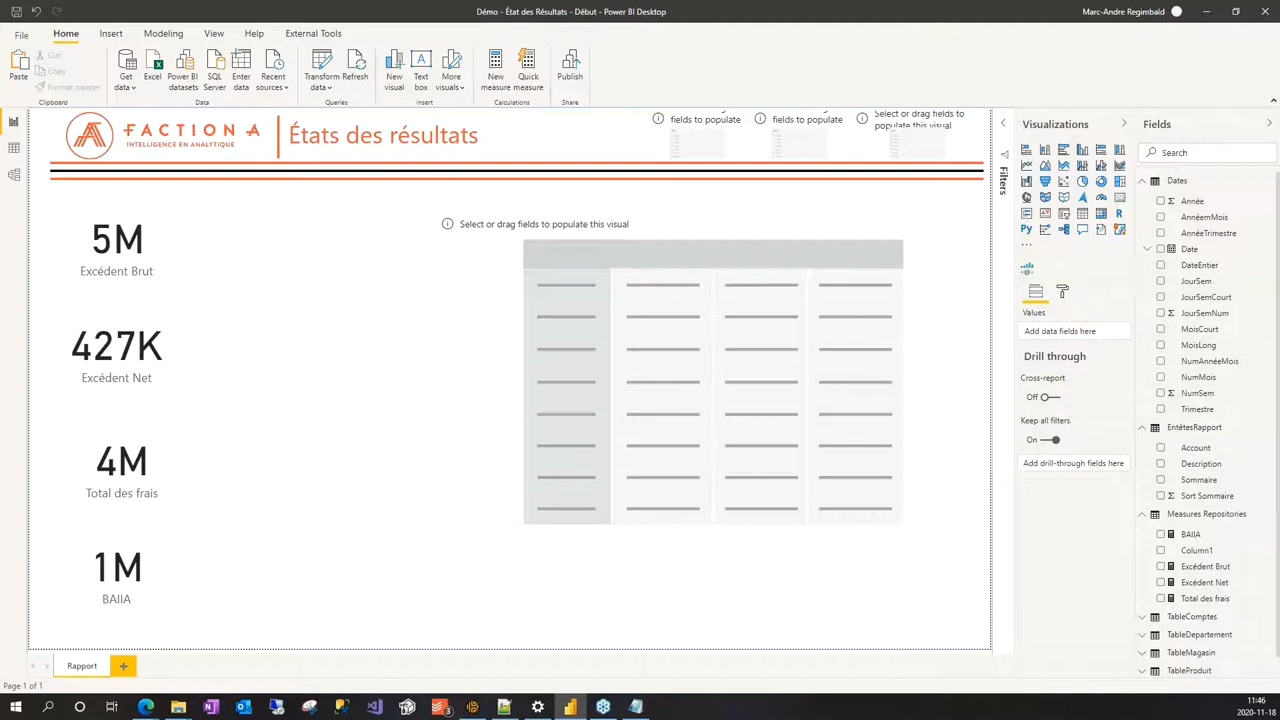 Démo - État des Résultats - Début - Power BI Desktop
Marc-Andre Regimbald
File
Home
Insert
Modeling
View
Help
External Tools
Paste
Cut
Copy
Format painter
Clipboard
Get
data
Excel
Power BI
datasets
SQL
Server
Enter
data
Recent
sources
Data
Transform
data
Refresh
Queries
New
visual
Text
box
More
visuals
Insert
New
measure
Quick
measure
Calculations
Publish
Share
FACTION A
INTELLIGENCE EN ANALYTIQUE
États des résultats
fields to populate
fields to populate
Select or drag fields to
populate this visual
5M
Excédent Brut
427K
Excédent Net
4M
Total des frais
1M
BAIIA
Select or drag fields to populate this visual
Filters
Visualizations
R
Py
Values
Add data fields here
Drill through
Cross-report
Off
Keep all filters
On
Add drill-through fields here
Fields
Search
Dates
Année
AnnéemMois
AnnéeTrimestre
Date
DateEntier
JourSem
JourSemCourt
JourSemNum
MoisCourt
MoisLong
NumAnnéeMois
NumMois
NumSem
Trimestre
EntêtesRapport
Account
Description
Sommaire
Sort Sommaire
Measures Repositories
BAIIA
Column1
Excédent Brut
Excédent Net
Total des frais
TableComptes
TableDepartement
TableMagasin
TableProduit
Rapport
Page 1 of 1
3
11:46
2020-11-18